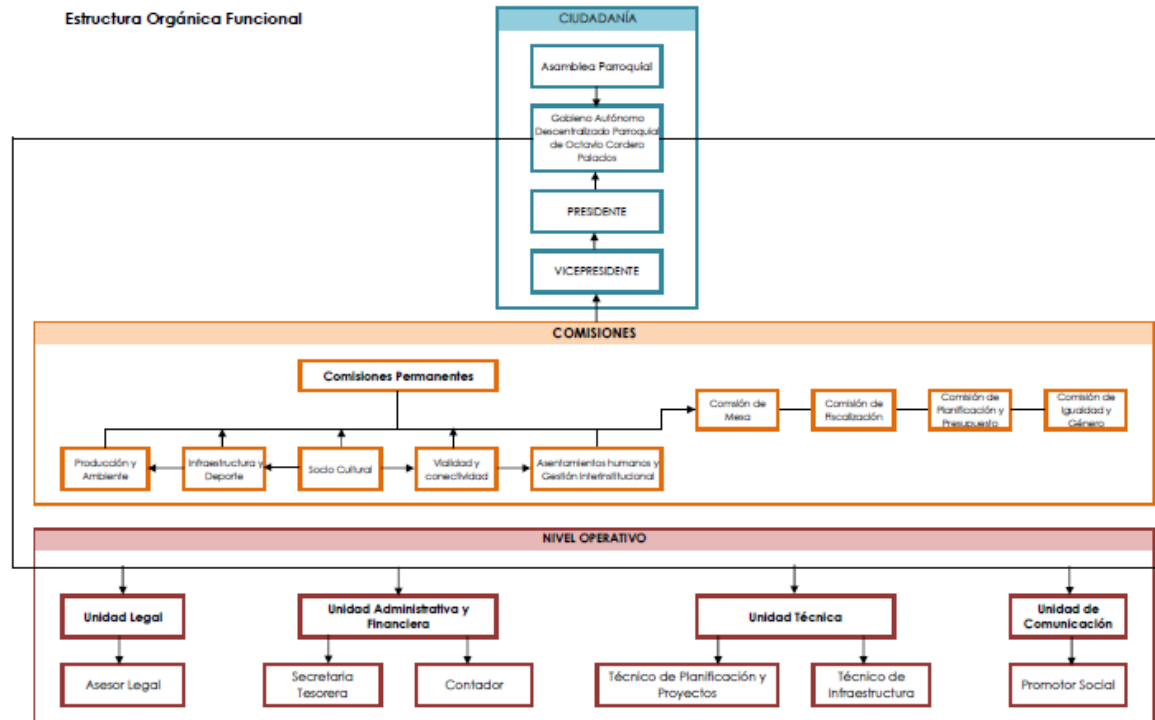 Estructura Orgánica Funcional
CIUDADANÍA
Asamblea Parroquial
Gobieno Autónomo
Descentralizado Parroquial
de Octavio Cordero
Palacios
PRESIDENTE
VICEPRESIDENTE
COMISIONES
Comisiones Permanentes
Comsión de
Mesa
Comisión de
Fiscalización
Comisión de
Planificación y
Presupuesto
Comisión de
Igualdad y
Género
Producción y
Ambiente
Infraestructura y
Deporte
Socio Cultural
Vialidad y
conectividad
Asentamientos humanos y
Gestión Interinstitucional
NIVEL OPERATIVO
Unidad Legal
Unidad Administrativa y
Financiera
Unidad Técnica
Unidad de
Comunicación
Asesor Legal
Secretaria
Tesorera
Contador
Técnico de Planificación y
Proyectos
Técnico de
Infraestructura
Promotor Social